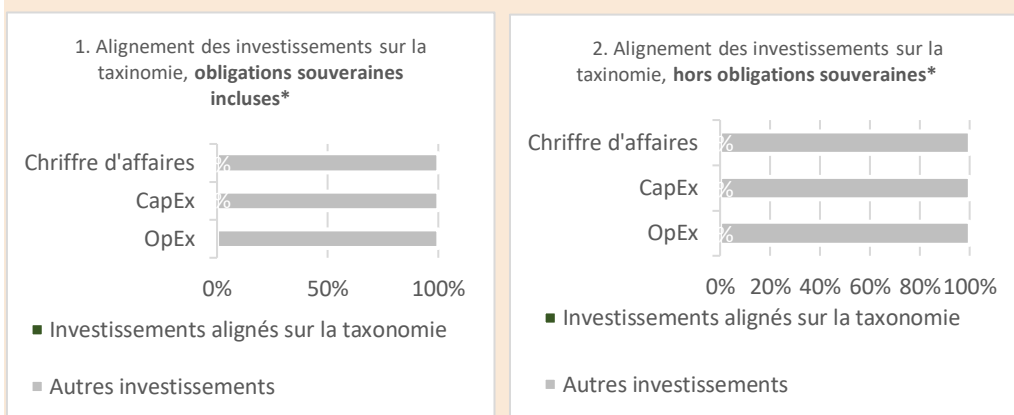 1. Alignement des investissements sur la
taxinomie, obligations souveraines
incluses*
Chriffre d'affaires
%
CapEx
%
OpEx
0% 50% 100%
■ Investissements alignés sur la taxonomie
■ Autres investissements
2. Alignement des investissements sur la
taxinomie, hors obligations souveraines*
Chriffre d'affaires
%
CapEx
%
OpEx
%
0% 20% 40% 60% 80% 100%
■ Investissements alignés sur la taxonomie
■ Autres investissements